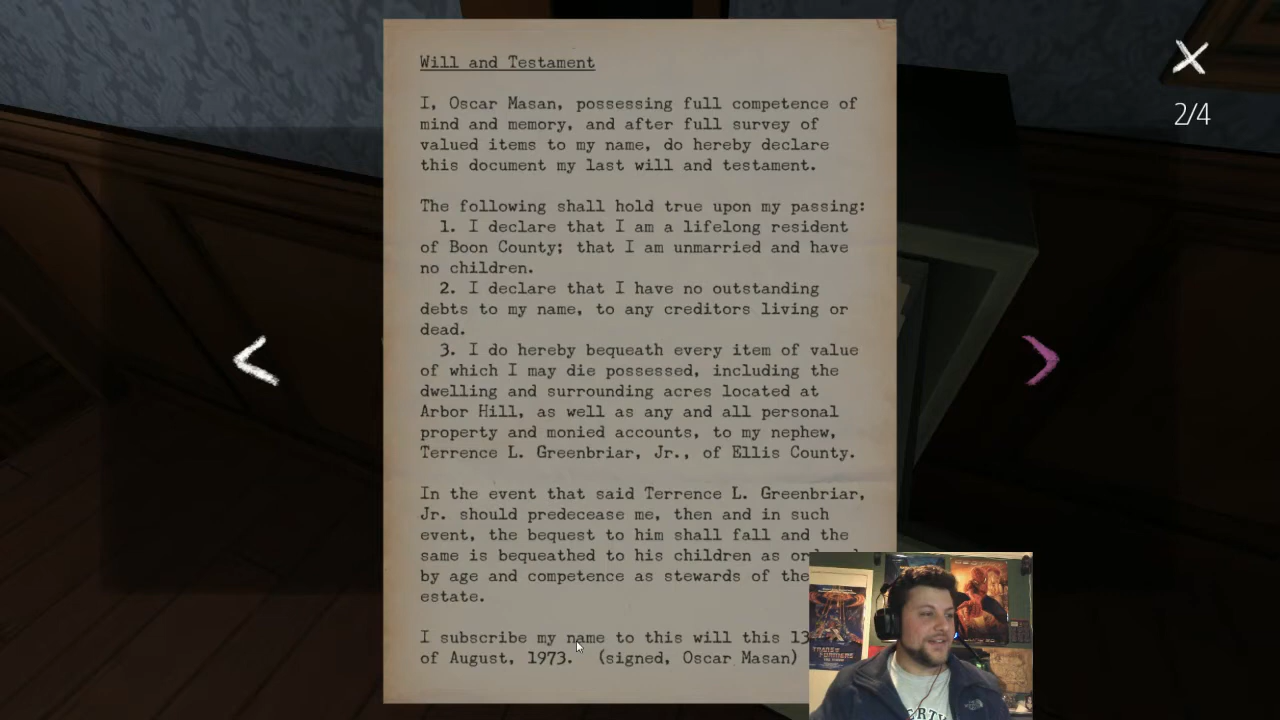 Will and Testament
2/4
I, Oscar Masan, possessing full competence of
mind and memory, and after full survey of
valued items to my name, do hereby declare
this document my last will and testament.
The following shall hold true upon my passing:
1. I declare that I am a lifelong resident
of Boon County; that I am unmarried and have
no children.
2. I declare that I have no outstanding
debts to my name, to any creditors living or
dead.
3. I do hereby bequeath every item of value
of which I may die possessed, including the
dwelling and surrounding acres located at
Arbor Hill, as well as any and all personal
property and monied accounts, to my nephew,
Terrence L. Greenbriar, Jr., of Ellis County.
In the event that said Terrence L. Greenbriar,
Jr. should predecease me, then and in such
event, the bequest to him shall fall and the
same is bequeathed to his children as
by age and competence as stewards of the
estate.
I subscribe my name to this will this 13
of August, 1973. (signed, Oscar Masan)
TRANSFORMERS